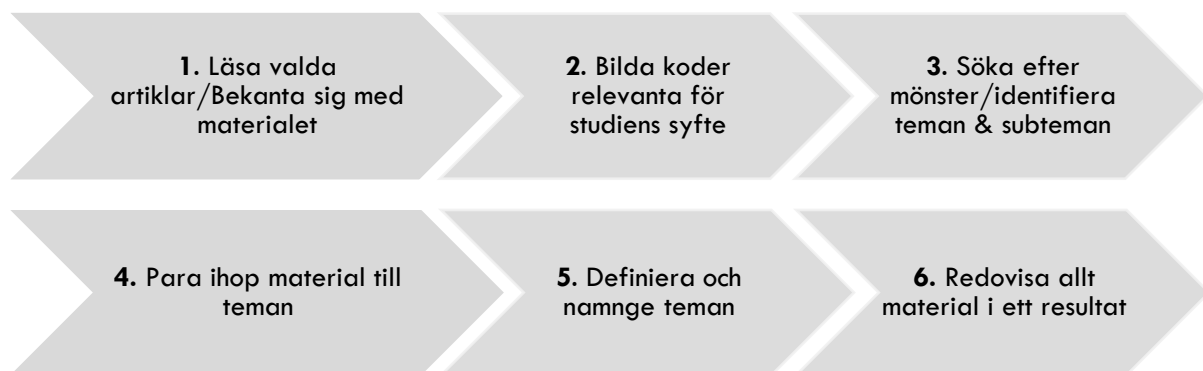 1. Läsa valda
artiklar/Bekanta sig med
materialet
2. Bilda koder
relevanta för
studiens syfte
3. Söka efter
mönster/identifiera
teman & subteman
4. Para ihop material till
teman
5. Definiera och
namnge teman
6. Redovisa allt
material i ett resultat